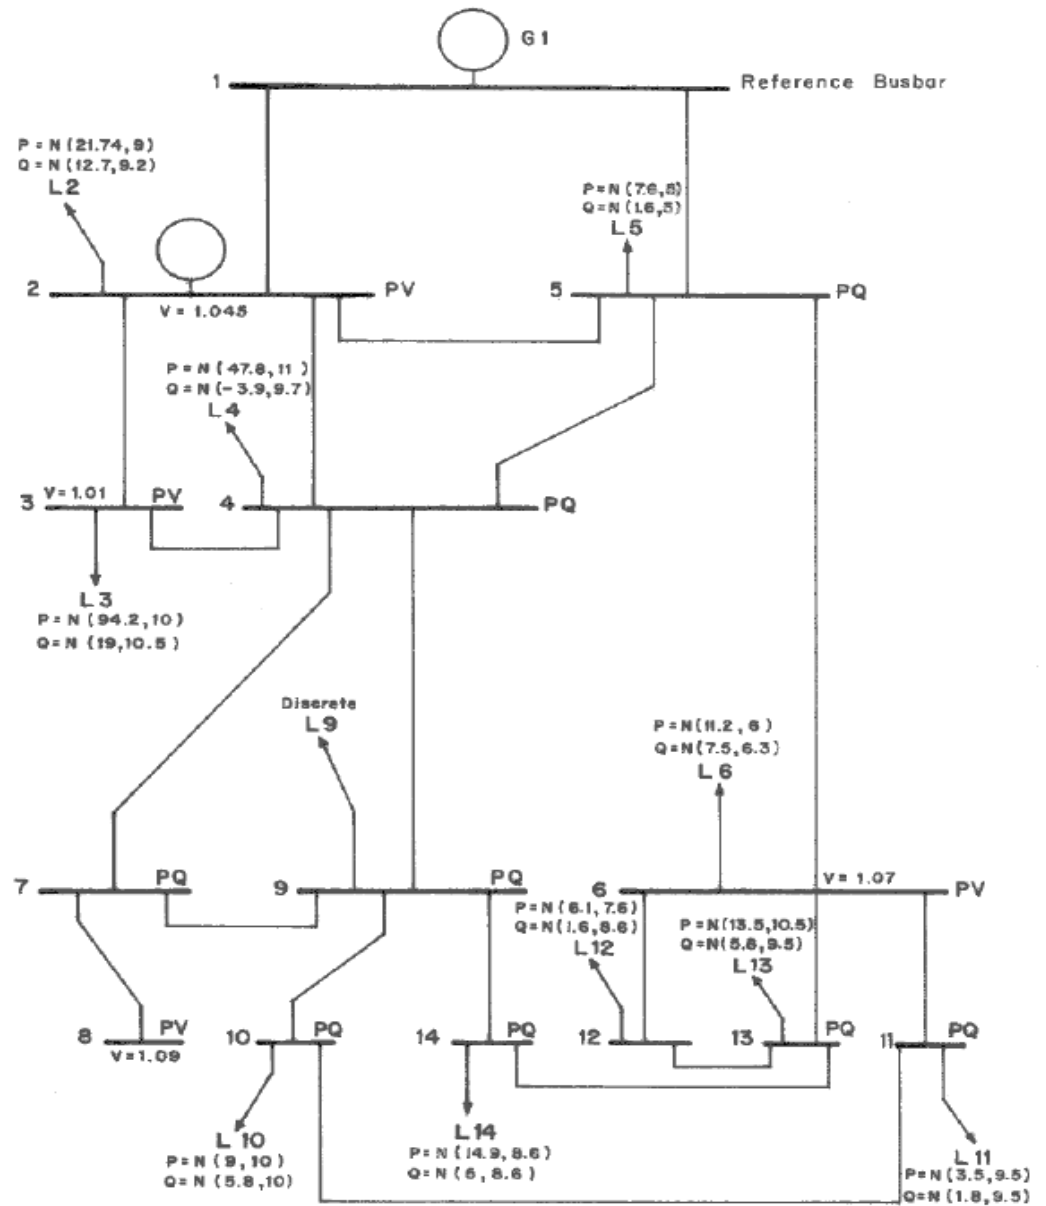 G1
1
Reference Busbar
P = N (21.74,9)
Q = N (12.7,9.2)
L2
P=N(7.6,5)
Q=N(1.6,5)
L5
2
PV
5
PQ
V = 1.045
P = N( 47.8, 11 )
Q = N(-3.9,9.7)
L4
3
V=1.01
PV
4
PQ
L3
P=N (94.2,10)
Q=N (19,10.5)
Discrete
L9
P=N(11.2, 6)
Q=N(7.5,6.3)
L6
7
PQ
9
PQ
6
V= 1.07
PV
P=N(6.1,7.6)
Q=N(1.6,8.6)
L12
P=N(13.5,10.5)
Q=N(5.8,9.5)
L13
8
PV
V=1.09
10
PQ
14
PQ
12
13
PQ
11
PQ
L10
P=N (9,10)
Q=N (5.8,10)
L14
P=N (14.9,8.6)
Q=N (5,8.6)
L11
P=N (3.5,9.5)
Q=N (1.8,9.5)